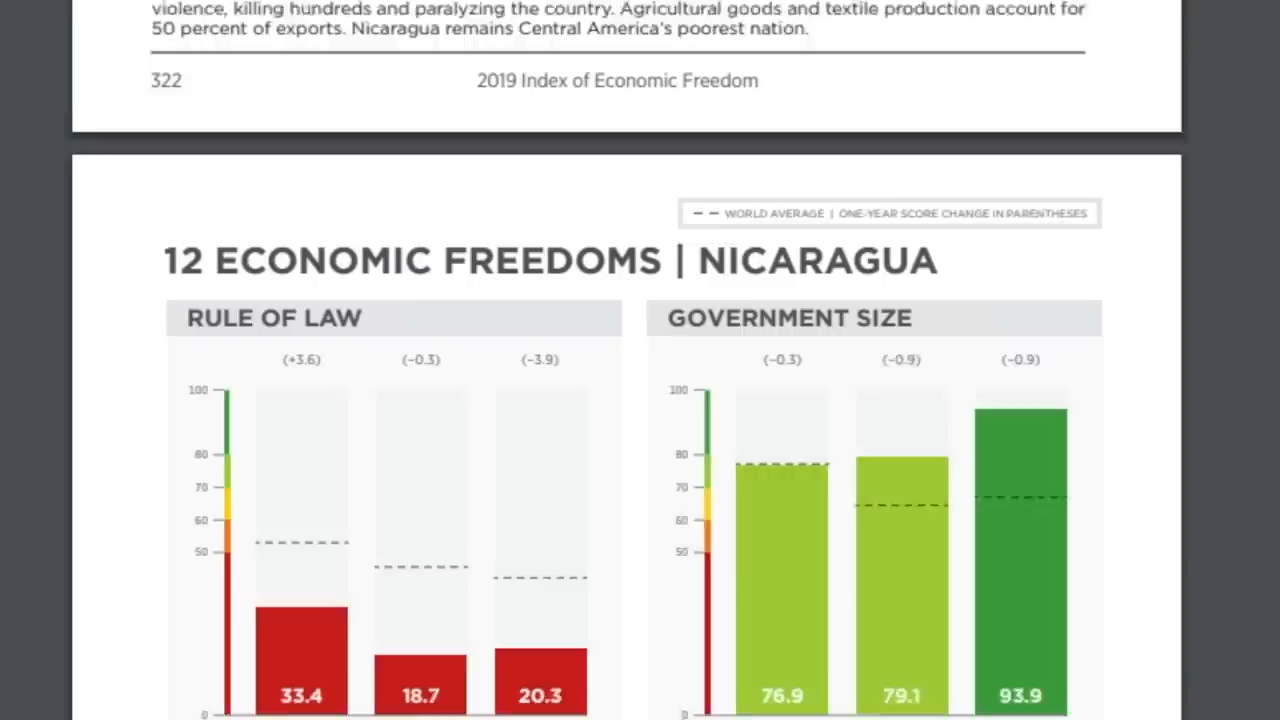 violence, killing hundreds and paralyzing the country. Agricultural goods and textile production account for
50 percent of exports. Nicaragua remains Central America's poorest nation.
322 2019 Index of Economic Freedom
WORLD AVERAGE | ONE-YEAR SCORE CHANGE IN PARENTHESES
12 ECONOMIC FREEDOMS | NICARAGUA
RULE OF LAW
(+3.6) (–0.3) (–3.9)
100
80
70
60
50
33.4 18.7 20.3
0
GOVERNMENT SIZE
(–0.3) (–0.9) (–0.9)
100
80
70
60
50
76.9 79.1 93.9
0